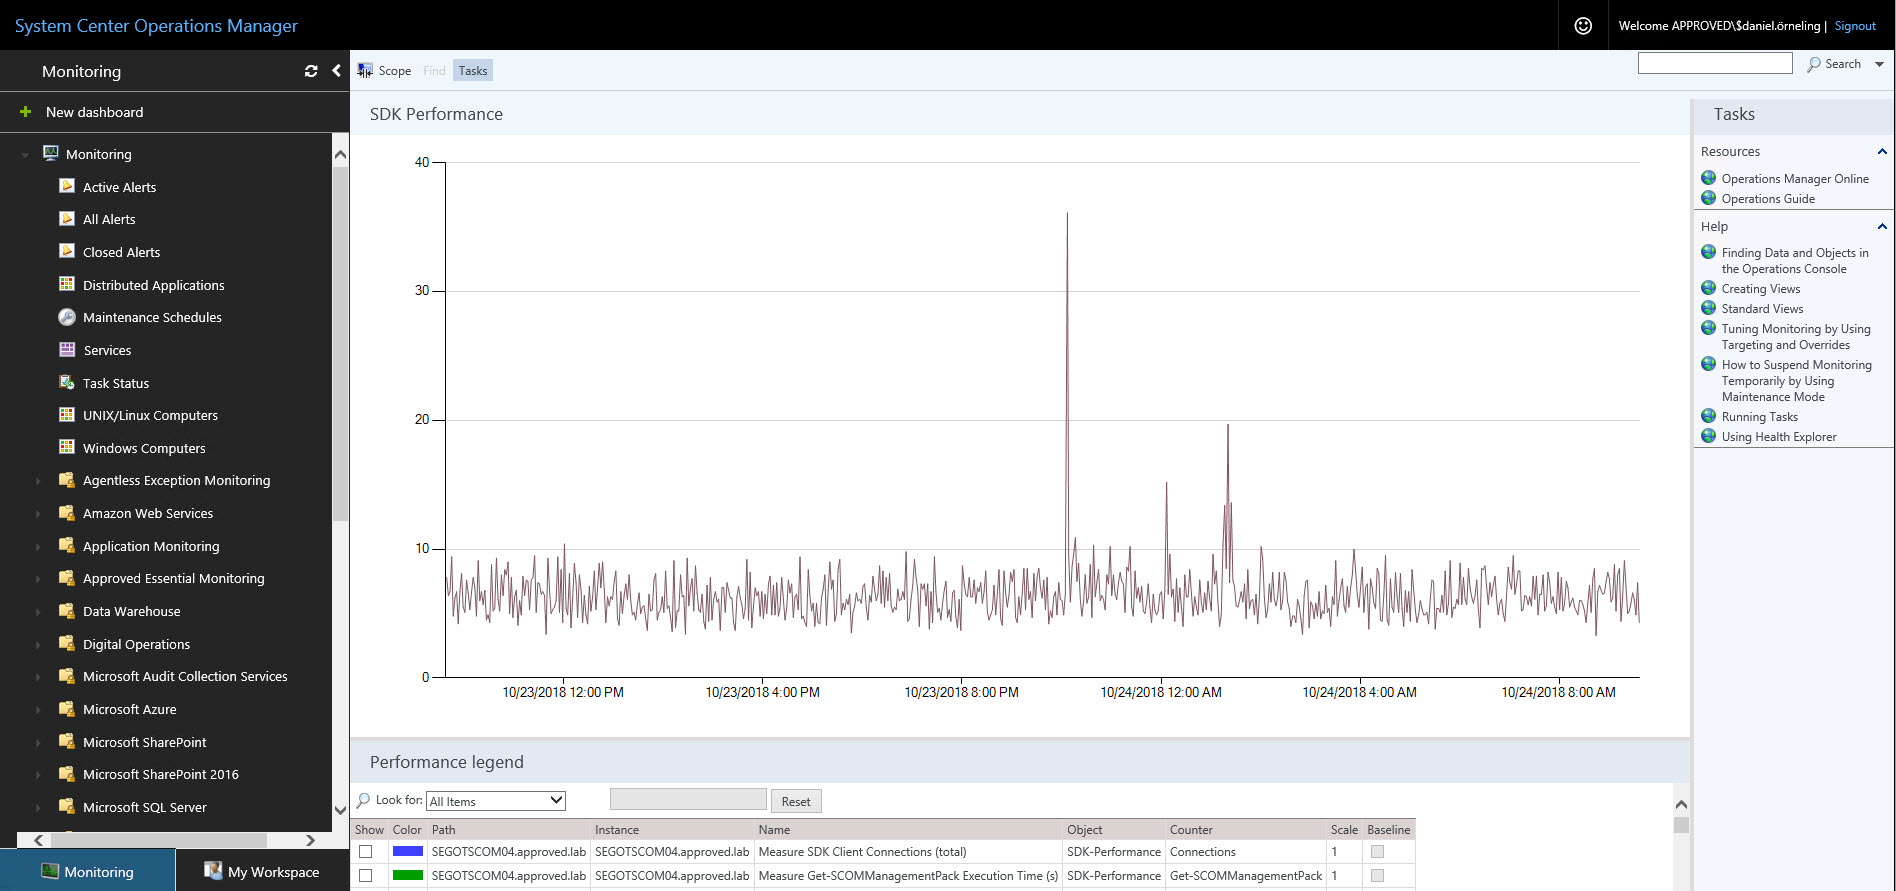 System Center Operations Manager
Welcome APPROVED\$daniel.örneling | Signout
Monitoring
New dashboard
Monitoring
Active Alerts
All Alerts
Closed Alerts
Distributed Applications
Maintenance Schedules
Services
Task Status
UNIX/Linux Computers
Windows Computers
Agentless Exception Monitoring
Amazon Web Services
Application Monitoring
Approved Essential Monitoring
Data Warehouse
Digital Operations
Microsoft Audit Collection Services
Microsoft Azure
Microsoft SharePoint
Microsoft SharePoint 2016
Microsoft SQL Server
Monitoring
My Workspace
Scope Find Tasks
Search
SDK Performance
40
30
20
10
0
10/23/2018 12:00 PM 10/23/2018 4:00 PM 10/23/2018 8:00 PM 10/24/2018 12:00 AM 10/24/2018 4:00 AM 10/24/2018 8:00 AM
Performance legend
Look for: All Items Reset
Show Color Path Instance Name Object Counter Scale Baseline
SEGOTSCOM04.approved.lab SEGOTSCOM04.approved.lab Measure SDK Client Connections (total) SDK-Performance Connections 1
SEGOTSCOM04.approved.lab SEGOTSCOM04.approved.lab Measure Get-SCOMManagementPack Execution Time (s) SDK-Performance Get-SCOMManagementPack 1
Tasks
Resources
Operations Manager Online
Operations Guide
Help
Finding Data and Objects in
the Operations Console
Creating Views
Standard Views
Tuning Monitoring by Using
Targeting and Overrides
How to Suspend Monitoring
Temporarily by Using
Maintenance Mode
Running Tasks
Using Health Explorer